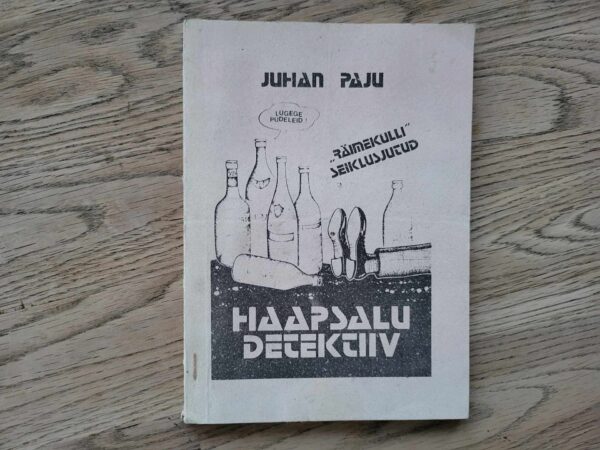 JUHAN PAJU
LUGEGE
PUDELEID!
"RÄIMEKULLI"
SEIKLUSJUTUD
HAAPSALU
DETEKTIIV